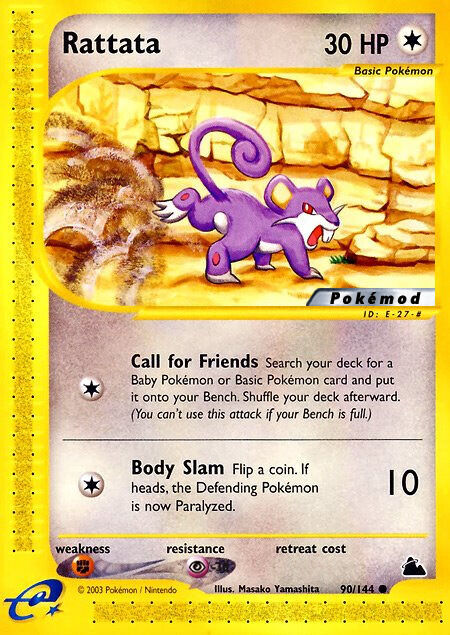 Rattata 30 HP
Basic Pokémon
Pokémod
ID: E-27-#
Call for Friends Search your deck for a
Baby Pokémon or Basic Pokémon card and put
it onto your Bench. Shuffle your deck afterward.
(You can't use this attack if your Bench is full.)
Body Slam Flip a coin. If
heads, the Defending Pokémon
is now Paralyzed.
10
weakness resistance retreat cost
-30
© 2003 Pokémon / Nintendo Illus. Masako Yamashita 90/144 ●
e